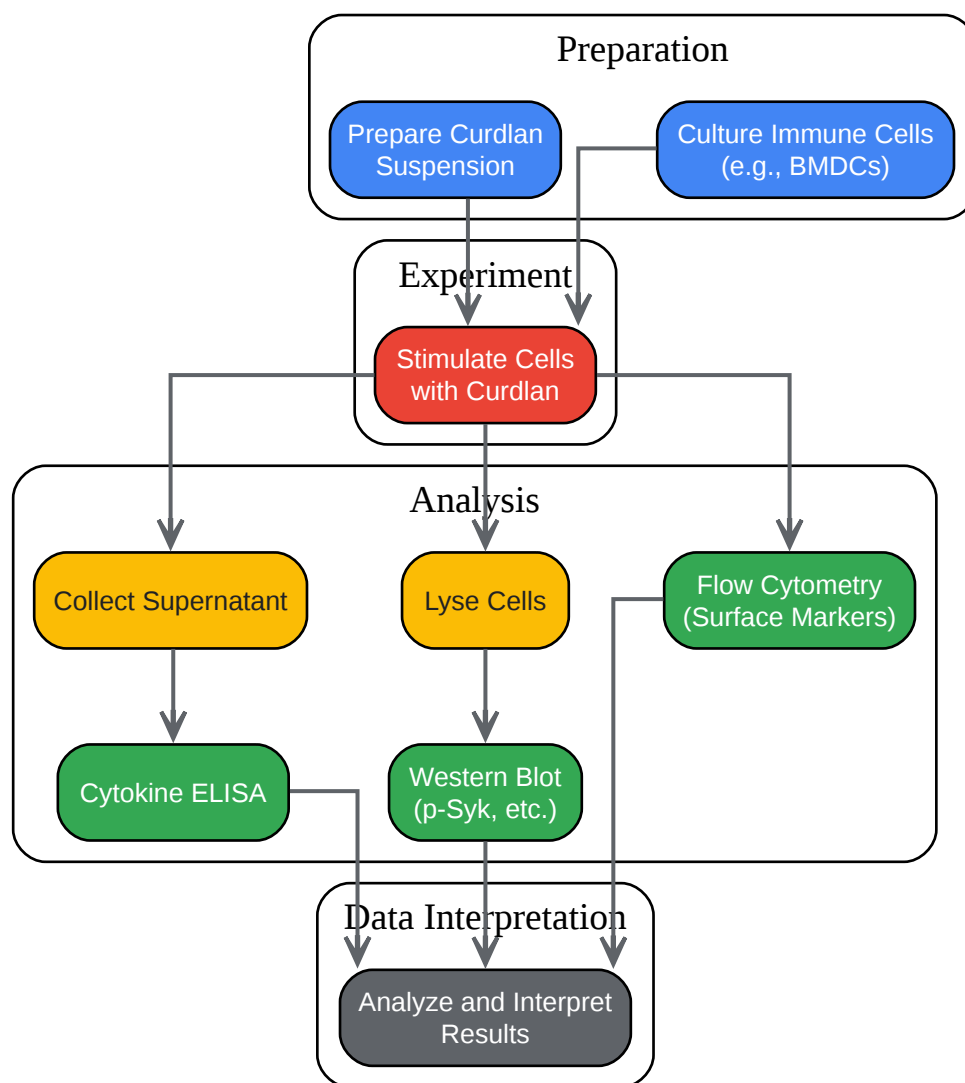 Preparation
Prepare Curdlan
Suspension
Culture Immune Cells
(e.g., BMDCs)
Experiment
Stimulate Cells
with Curdlan
Analysis
Collect Supernatant
Lyse Cells
Flow Cytometry
(Surface Markers)
Cytokine ELISA
Western Blot
(p-Syk, etc.)
Data Interpretation
Analyze and Interpret
Results